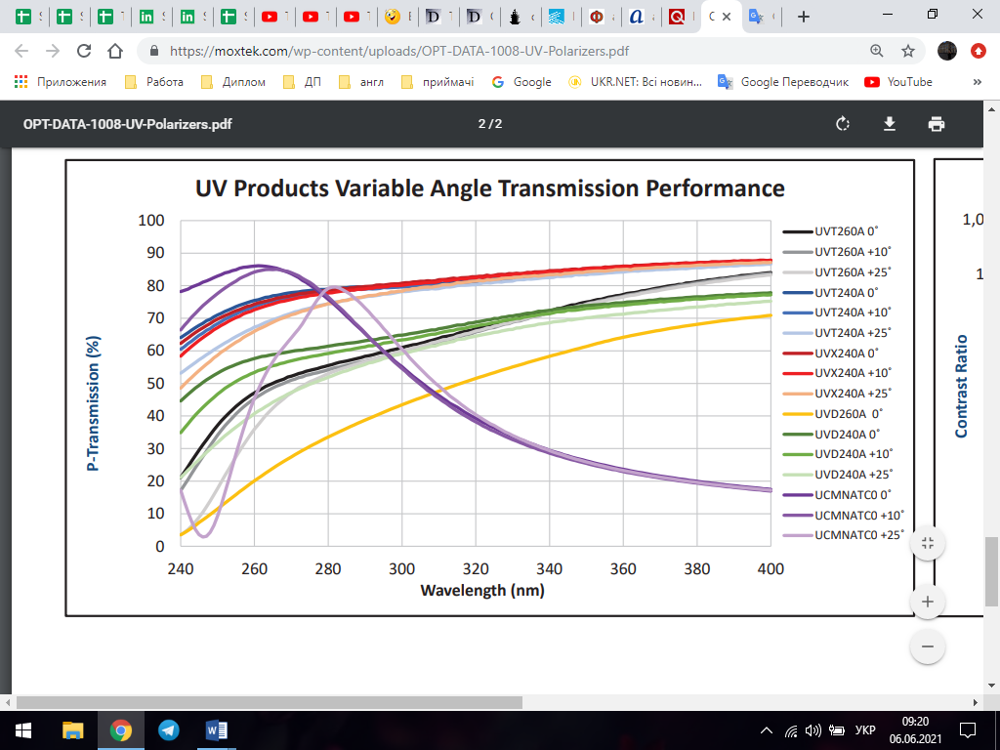 https://moxtek.com/wp-content/uploads/OPT-DATA-1008-UV-Polarizers.pdf
Приложения Работа Диплом ДП англ приймачі Google UKR.NET: Всі новин... Google Переводчик YouTube »
OPT-DATA-1008-UV-Polarizers.pdf 2 / 2
UV Products Variable Angle Transmission Performance
P-Transmission (%)
100
90
80
70
60
50
40
30
20
10
0
240 260 280 300 320 340 360 380 400
Wavelength (nm)
UVT260A 0˚
UVT260A +10˚
UVT260A +25˚
UVT240A 0˚
UVT240A +10˚
UVT240A +25˚
UVX240A 0˚
UVX240A +10˚
UVX240A +25˚
UVD260A 0˚
UVD240A 0˚
UVD240A +10˚
UVD240A +25˚
UCMNATC0 0˚
UCMNATC0 +10˚
UCMNATC0 +25˚
Contrast Ratio
1,0
1
УКР
09:20
06.06.2021